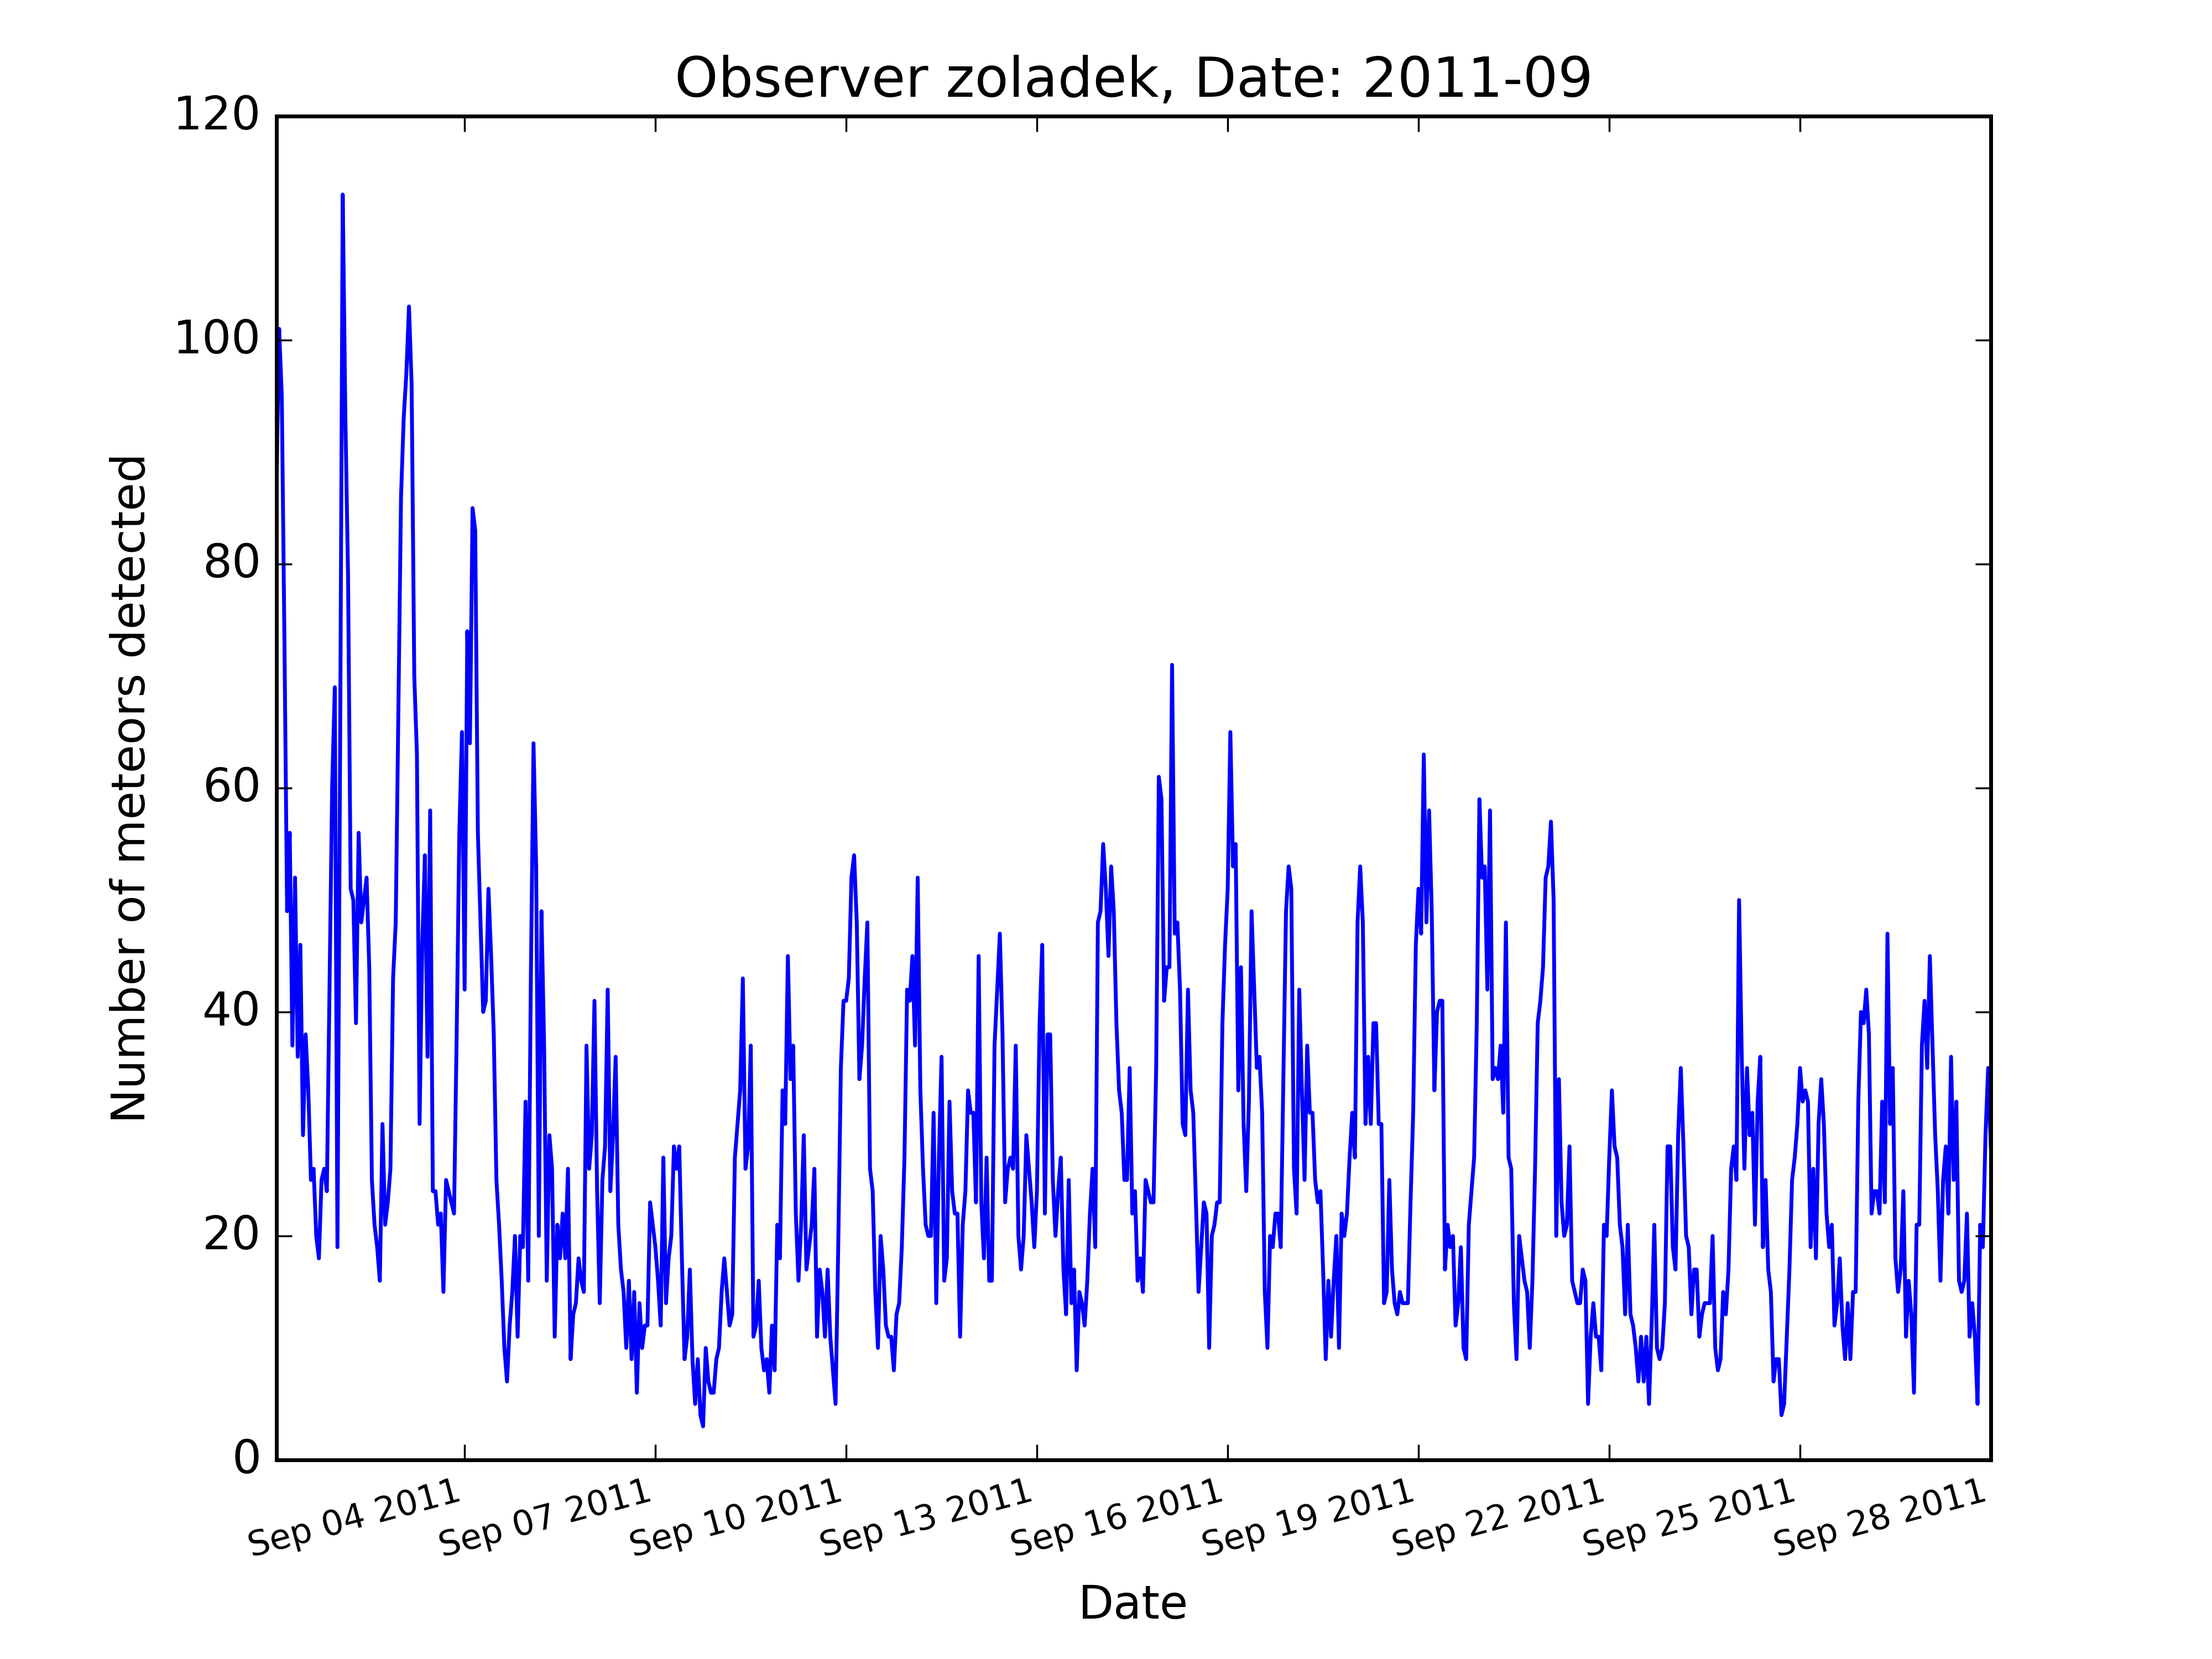 Observer zoladek, Date: 2011-09
120
100
80
60
40
20
0
Number of meteors detected
Sep 04 2011
Sep 07 2011
Sep 10 2011
Sep 13 2011
Sep 16 2011
Sep 19 2011
Sep 22 2011
Sep 25 2011
Sep 28 2011
Date